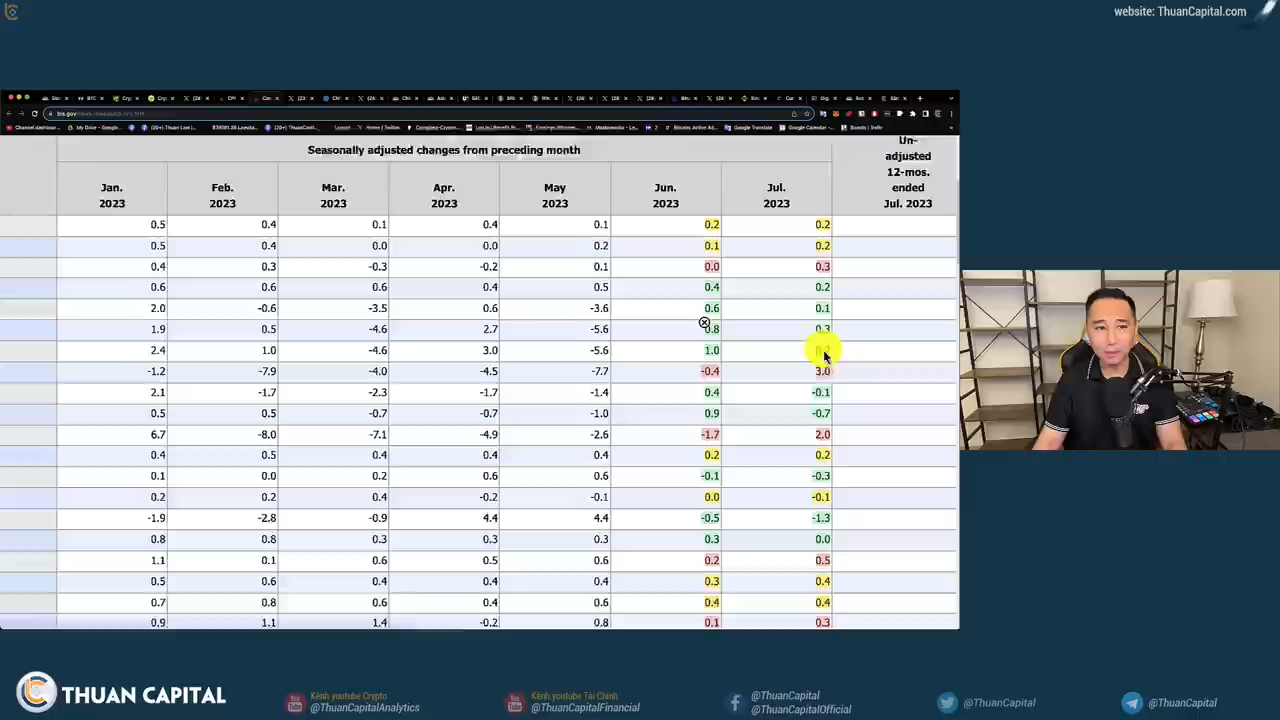 website: ThuanCapital.com
Seasonally adjusted changes from preceding month
Un-
adjusted
12-mos.
ended
Jul. 2023
Jan.
2023
Feb.
2023
Mar.
2023
Apr.
2023
May
2023
Jun.
2023
Jul.
2023
0.5 0.4 0.1 0.4 0.1 0.2 0.2
0.5 0.4 0.0 0.0 0.2 0.1 0.2
0.4 0.3 -0.3 -0.2 0.1 0.0 0.3
0.6 0.6 0.6 0.4 0.5 0.4 0.2
2.0 -0.6 -3.5 0.6 -3.6 0.6 0.1
1.9 0.5 -4.6 2.7 -5.6 0.8 0.3
2.4 1.0 -4.6 3.0 -5.6 1.0
-1.2 -7.9 -4.0 -4.5 -7.7 -0.4 3.0
2.1 -1.7 -2.3 -1.7 -1.4 0.4 -0.1
0.5 0.5 -0.7 -0.7 -1.0 0.9 -0.7
6.7 -8.0 -7.1 -4.9 -2.6 -1.7 2.0
0.4 0.5 0.4 0.4 0.4 0.2 0.2
0.1 0.0 0.2 0.6 0.6 -0.1 -0.3
0.2 0.2 0.4 -0.2 -0.1 0.0 -0.1
-1.9 -2.8 -0.9 4.4 4.4 -0.5 -1.3
0.8 0.8 0.3 0.3 0.3 0.3 0.0
1.1 0.1 0.6 0.5 0.6 0.2 0.5
0.5 0.6 0.4 0.4 0.4 0.3 0.4
0.7 0.8 0.6 0.4 0.6 0.4 0.4
0.9 1.1 1.4 -0.2 0.8 0.1 0.3
THUAN CAPITAL
Kênh youtube Crypto
@ThuanCapitalAnalytics
Kênh youtube Tài Chính
@ThuanCapitalFinancial
@ThuanCapital
@ThuanCapitalOfficial
@ThuanCapital
@ThuanCapital